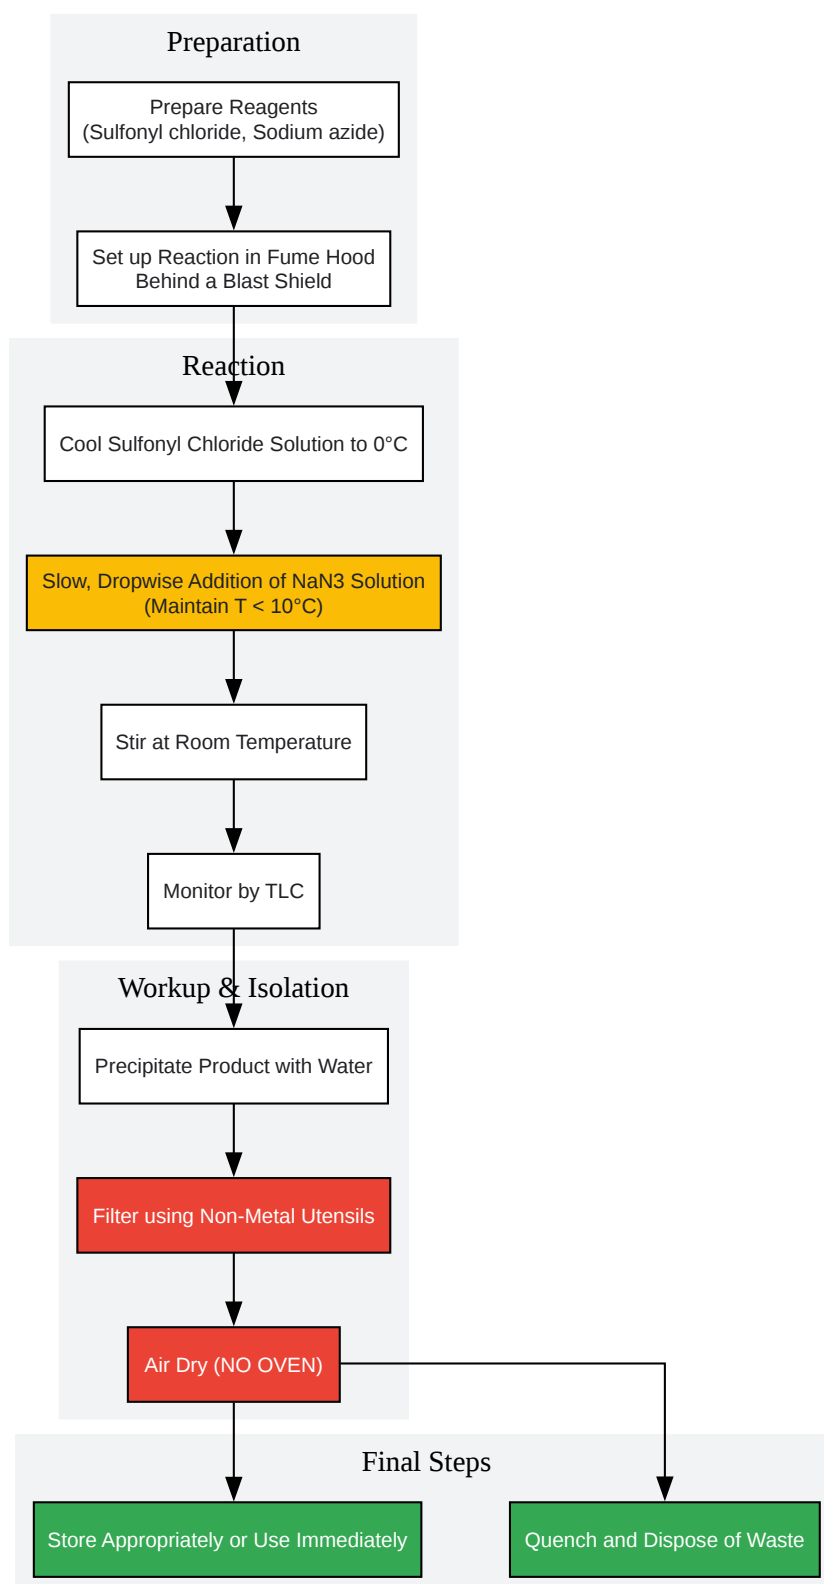 Preparation
Prepare Reagents
(Sulfonyl chloride, Sodium azide)
Set up Reaction in Fume Hood
Behind a Blast Shield
Reaction
Cool Sulfonyl Chloride Solution to 0°C
Slow, Dropwise Addition of NaN3 Solution
(Maintain T < 10°C)
Stir at Room Temperature
Monitor by TLC
Workup & Isolation
Precipitate Product with Water
Filter using Non-Metal Utensils
Air Dry (NO OVEN)
Final Steps
Store Appropriately or Use Immediately
Quench and Dispose of Waste